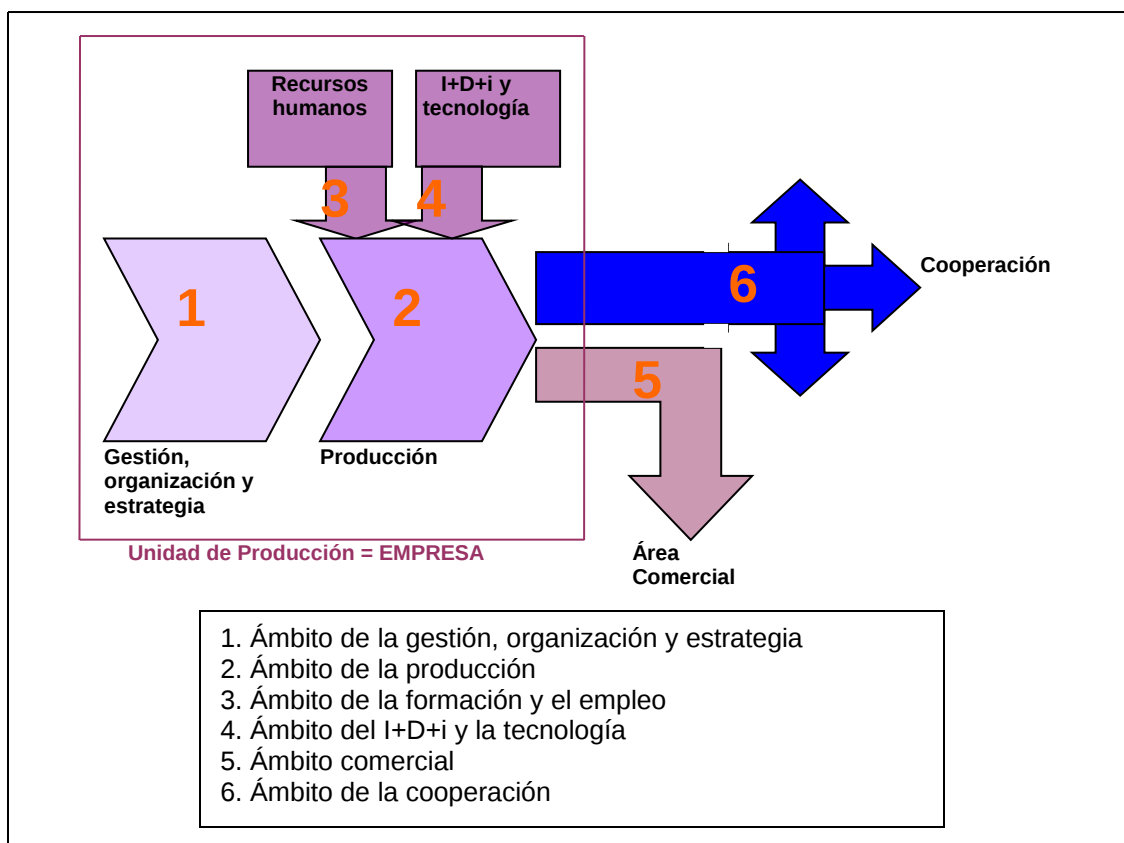 Recursos
humanos
I+D+i y
tecnología
3
4
1
2
6
Cooperación
5
Gestión,
organización y
estrategia
Producción
Unidad de Producción = EMPRESA
Área
Comercial
1. Ámbito de la gestión, organización y estrategia
2. Ámbito de la producción
3. Ámbito de la formación y el empleo
4. Ámbito del I+D+i y la tecnología
5. Ámbito comercial
6. Ámbito de la cooperación